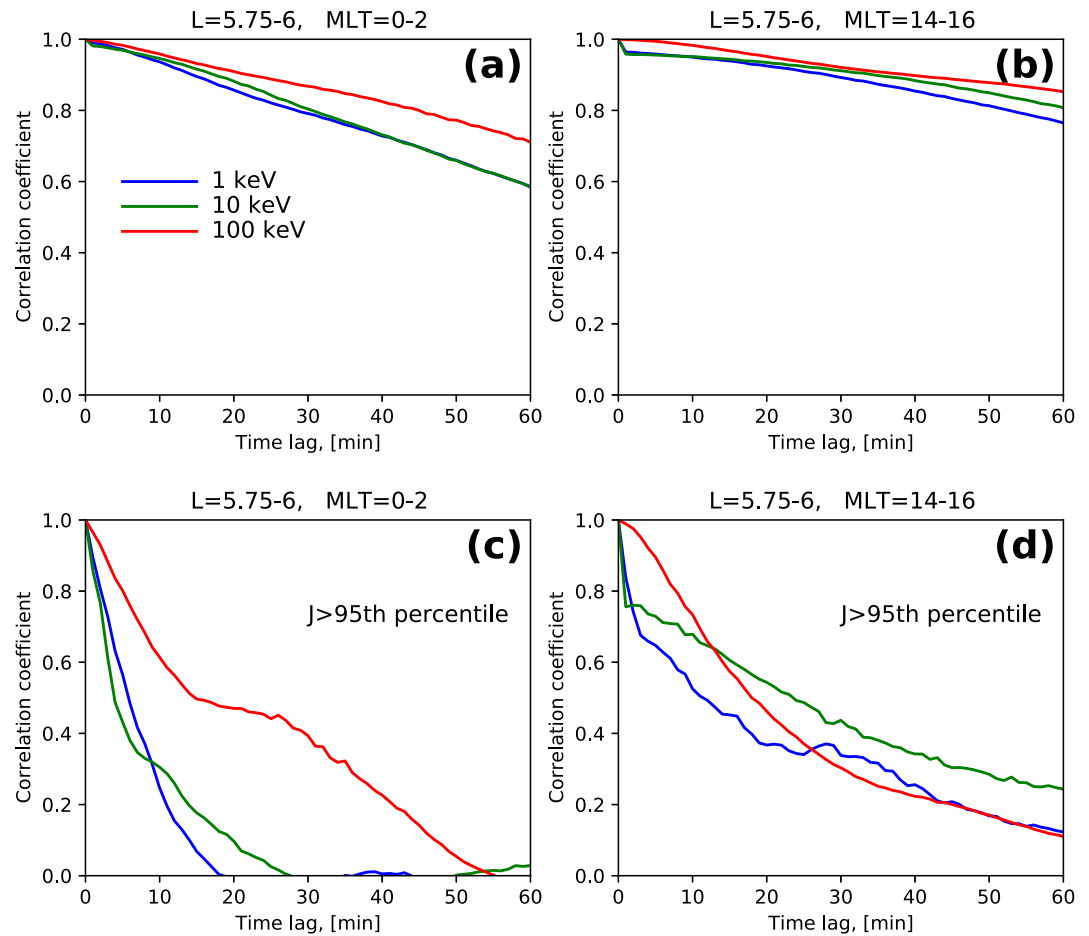 L=5.75-6,   MLT=0-2
(a)
1.0
0.8
0.6
0.4
0.2
0.0
Correlation coefficient
1 keV
10 keV
100 keV
0 10 20 30 40 50 60
Time lag, [min]
L=5.75-6,   MLT=14-16
(b)
1.0
0.8
0.6
0.4
0.2
0.0
Correlation coefficient
0 10 20 30 40 50 60
Time lag, [min]
L=5.75-6,   MLT=0-2
(c)
J>95th percentile
1.0
0.8
0.6
0.4
0.2
0.0
Correlation coefficient
0 10 20 30 40 50 60
Time lag, [min]
L=5.75-6,   MLT=14-16
(d)
J>95th percentile
1.0
0.8
0.6
0.4
0.2
0.0
Correlation coefficient
0 10 20 30 40 50 60
Time lag, [min]